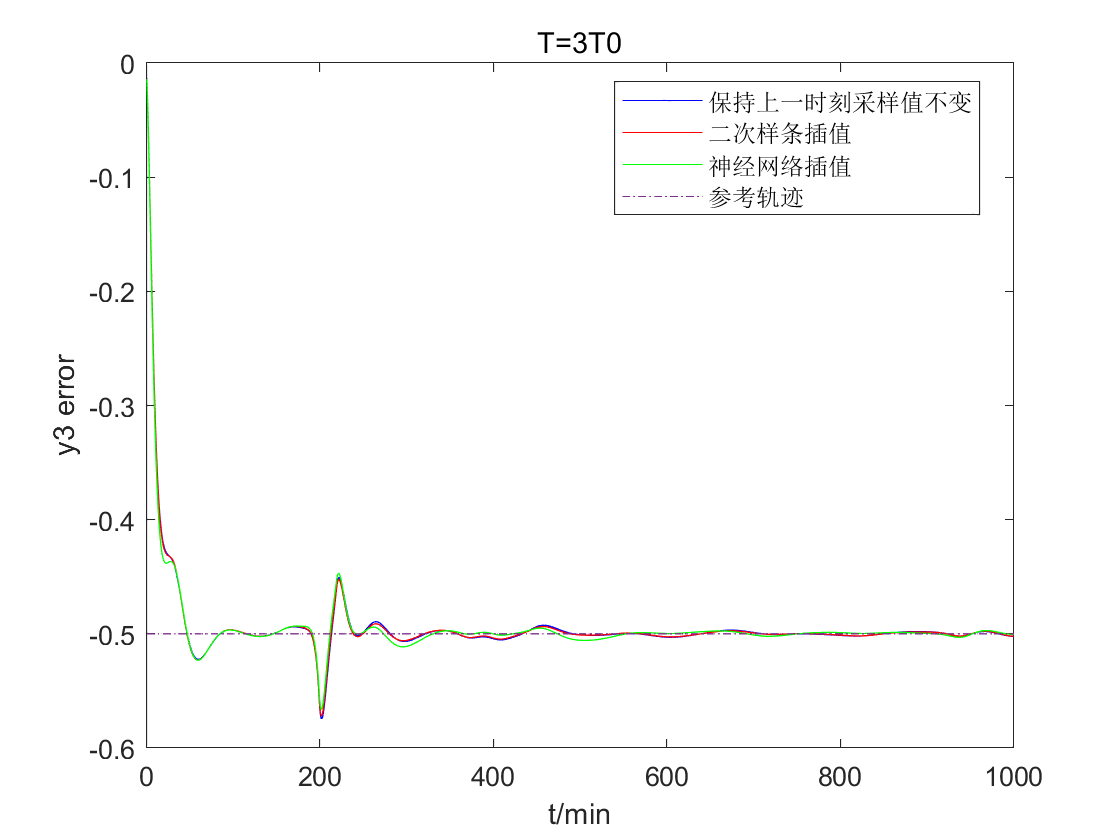 T=3T0
保持上一时刻采样值不变
二次样条插值
神经网络插值
参考轨迹
0
-0.1
-0.2
-0.3
-0.4
-0.5
-0.6
y3 error
0
200
400
600
800
1000
t/min